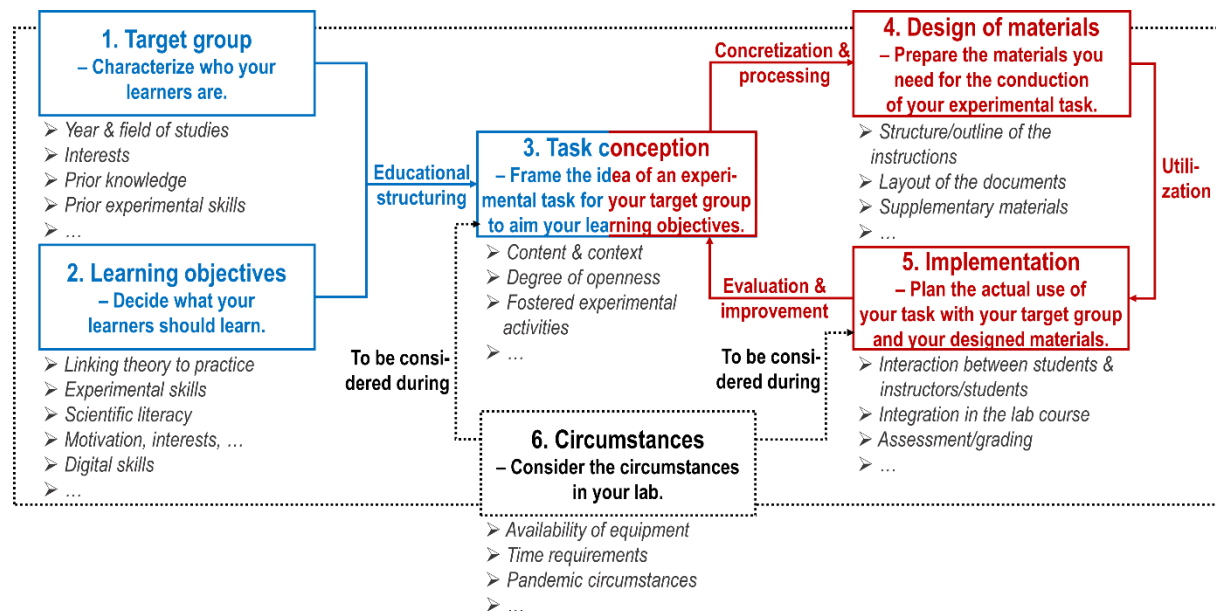 1. Target group
– Characterize who your
learners are.
➢ Year & field of studies
➢ Interests
➢ Prior knowledge
➢ Prior experimental skills
➢ …
2. Learning objectives
– Decide what your
learners should learn.
➢ Linking theory to practice
➢ Experimental skills
➢ Scientific literacy
➢ Motivation, interests, …
➢ Digital skills
➢ …
Educational
structuring
3. Task conception
– Frame the idea of an experi-
mental task for your target group
to aim your learning objectives.
➢ Content & context
➢ Degree of openness
➢ Fostered experimental
activities
➢ …
Concretization &
processing
4. Design of materials
– Prepare the materials you
need for the conduction
of your experimental task.
➢ Structure/outline of the
instructions
➢ Layout of the documents
➢ Supplementary materials
➢ …
Utili-
zation
5. Implementation
– Plan the actual use of
your task with your target group
and your designed materials.
➢ Interaction between students &
instructors/students
➢ Integration in the lab course
➢ Assessment/grading
➢ …
Evaluation &
improvement
To be consi-
dered during
To be consi-
dered during
6. Circumstances
– Consider the circumstances
in your lab.
➢ Availability of equipment
➢ Time requirements
➢ Pandemic circumstances
➢ …